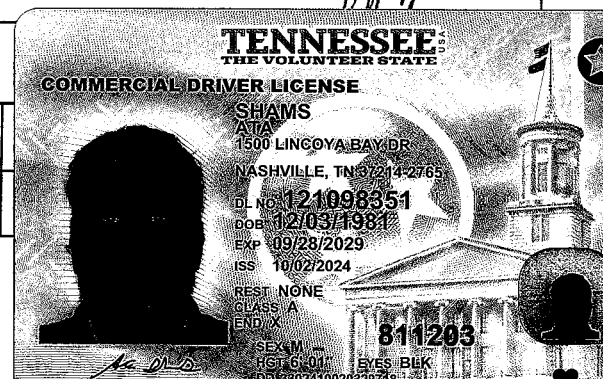 TENNESSEE USA
THE VOLUNTEER STATE
COMMERCIAL DRIVER LICENSE
SHAMS
ATA
1500 LINCOYA BAY DR
NASHVILLE, TN 37214-2765
DL NO. 121098351
DOB 12/03/1981
EXP 09/28/2029
ISS 10/02/2024
REST NONE
CLASS A
END X
811203
SEX M
HGT 6'-01" EYES BLK